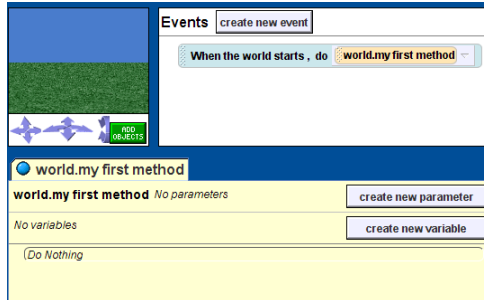 Events create new event
When the world starts , do world.my first method
ADD
OBJECTS
world.my first method
world.my first method No parameters create new parameter
No variables create new variable
(Do Nothing